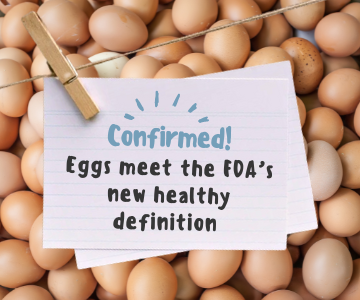 Confirmed!
Eggs meet the FDA's
new healthy
definition